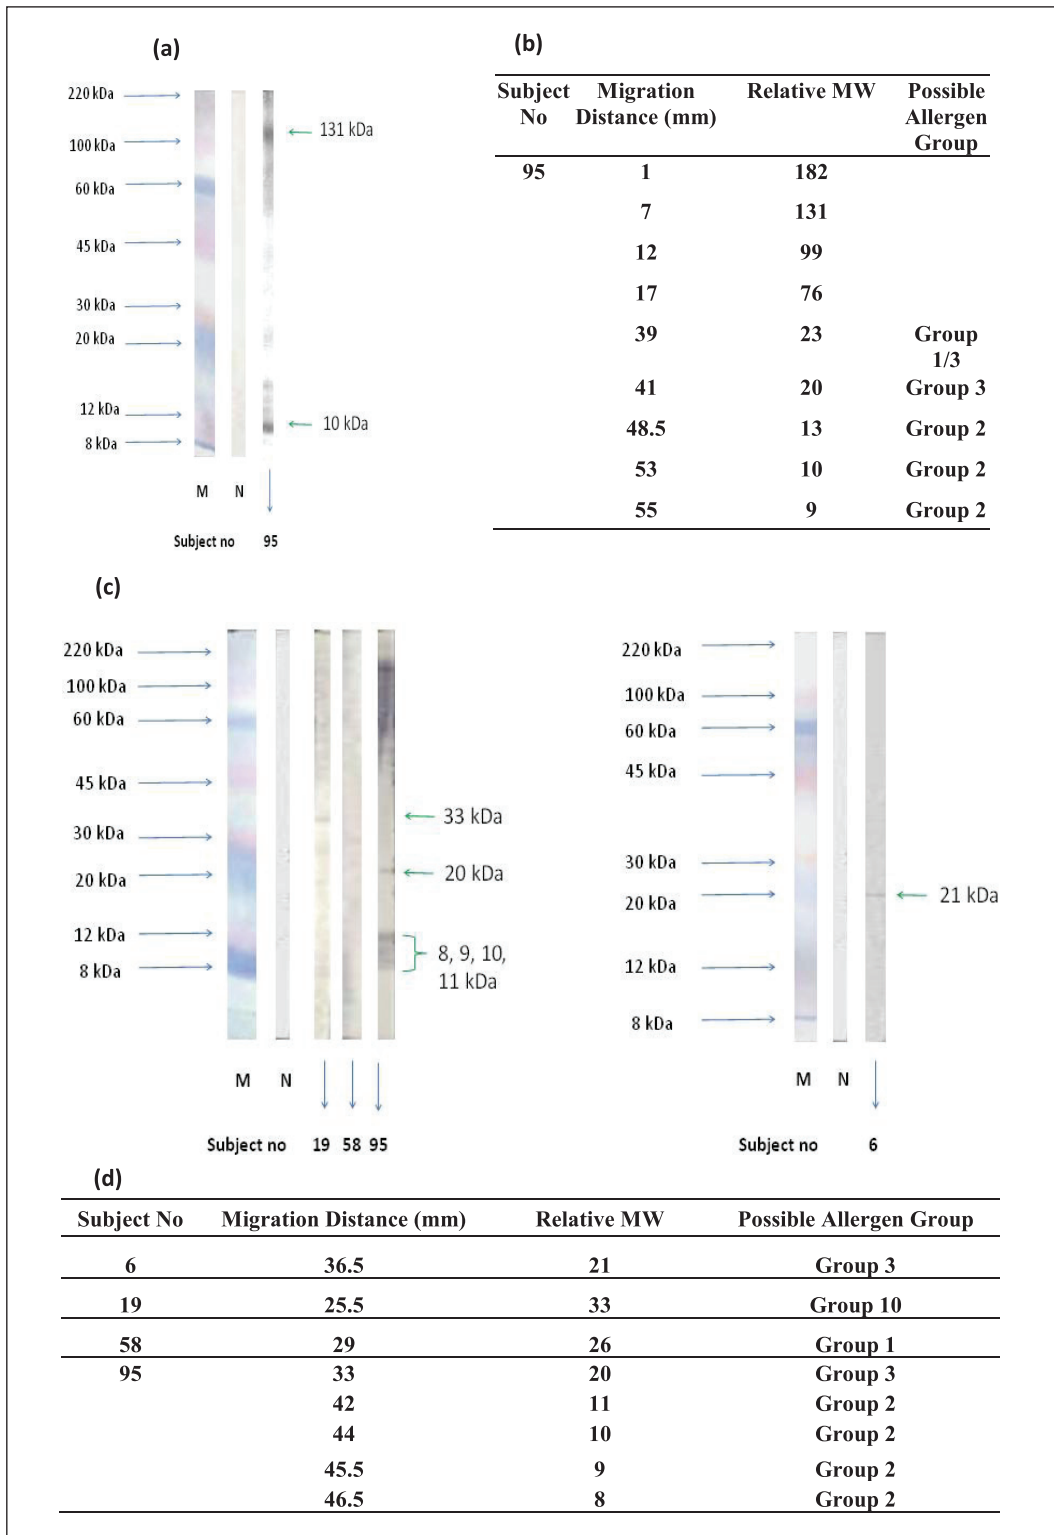 (a)
220 kDa
100 kDa
60 kDa
45 kDa
30 kDa
20 kDa
12 kDa
8 kDa
131 kDa
10 kDa
M N
Subject no 95
(b)
Subject No Migration Distance (mm) Relative MW Possible Allergen Group
95 1 182
7 131
12 99
17 76
39 23 Group 1/3
41 20 Group 3
48.5 13 Group 2
53 10 Group 2
55 9 Group 2
(c)
220 kDa
100 kDa
60 kDa
45 kDa
30 kDa
20 kDa
12 kDa
8 kDa
33 kDa
20 kDa
8, 9, 10,
11 kDa
M N
Subject no 19 58 95
220 kDa
100 kDa
60 kDa
45 kDa
30 kDa
20 kDa
12 kDa
8 kDa
21 kDa
M N
Subject no 6
(d)
Subject No Migration Distance (mm) Relative MW Possible Allergen Group
6 36.5 21 Group 3
19 25.5 33 Group 10
58 29 26 Group 1
95 33 20 Group 3
42 11 Group 2
44 10 Group 2
45.5 9 Group 2
46.5 8 Group 2